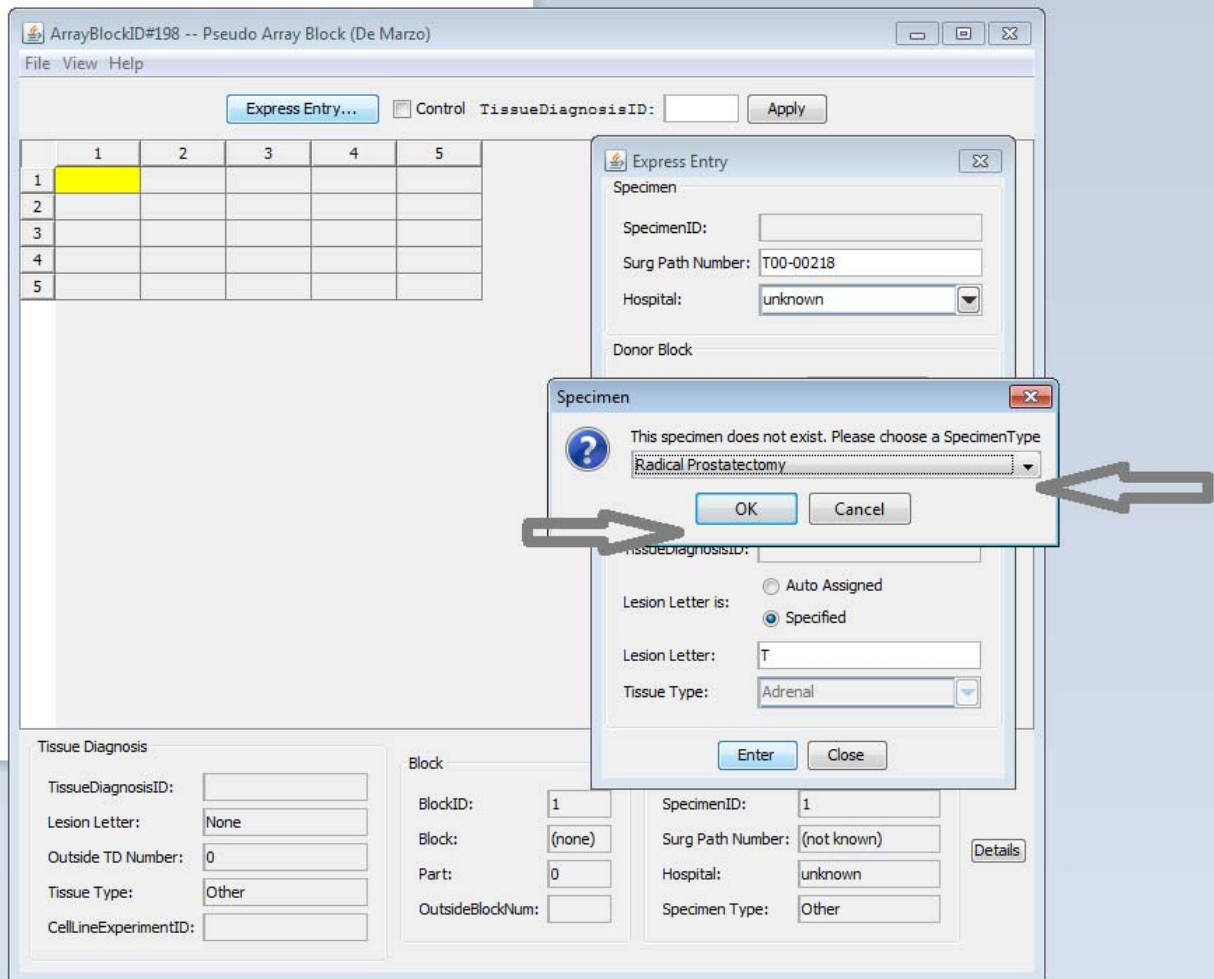 ArrayBlockID#198 -- Pseudo Array Block (De Marzo)
File View Help
Express Entry... Control TissueDiagnosisID: Apply
1 2 3 4 5
1
2
3
4
5
Express Entry
Specimen
SpecimenID:
Surg Path Number: T00-00218
Hospital: unknown
Donor Block
Specimen
This specimen does not exist. Please choose a SpecimenType
Radical Prostatectomy
OK Cancel
TissueDiagnosisID:
Lesion Letter is: Auto Assigned
Specified
Lesion Letter: T
Tissue Type: Adrenal
Enter Close
Tissue Diagnosis
TissueDiagnosisID:
Lesion Letter: None
Outside TD Number: 0
Tissue Type: Other
CellLineExperimentID:
Block
BlockID: 1
Block: (none)
Part: 0
OutsideBlockNum:
SpecimenID: 1
Surg Path Number: (not known)
Hospital: unknown
Specimen Type: Other
Details